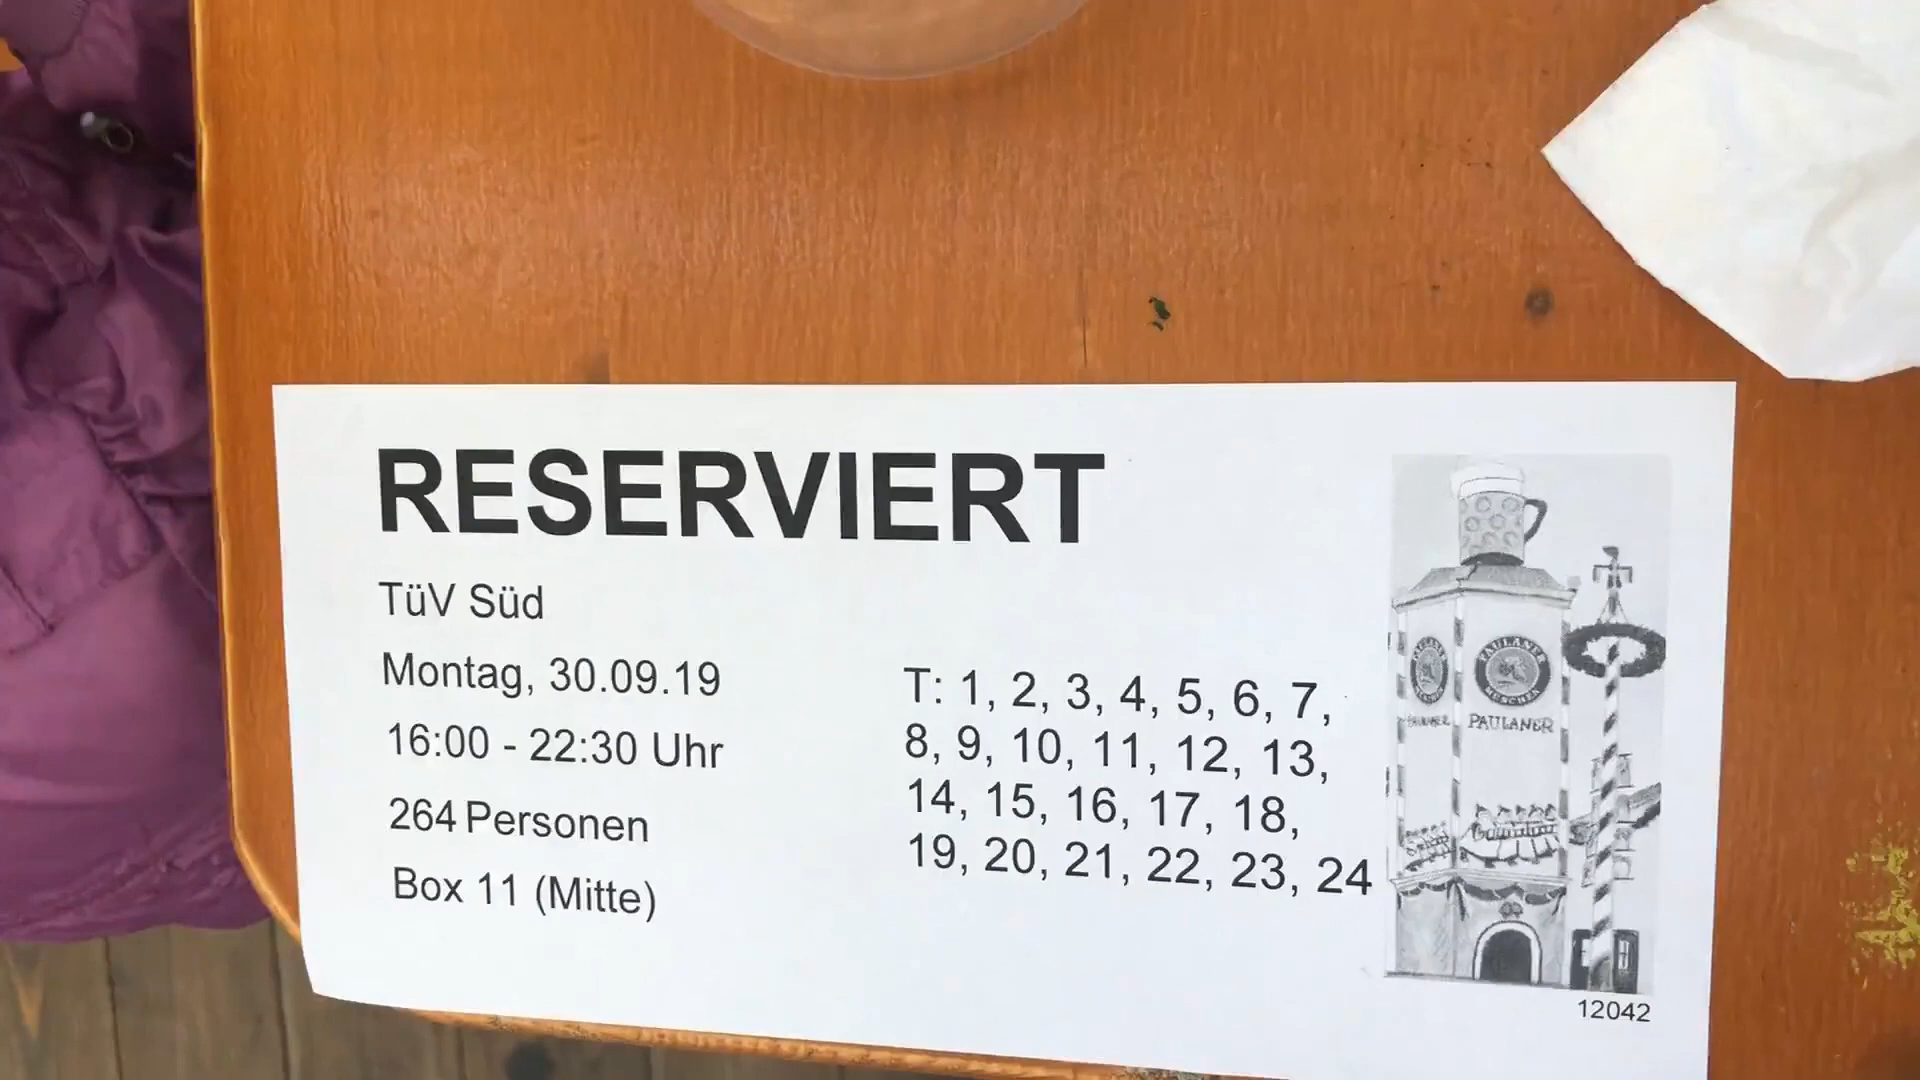 RESERVIERT
TüV Süd
Montag, 30.09.19
16:00 - 22:30 Uhr
264 Personen
Box 11 (Mitte)
T: 1, 2, 3, 4, 5, 6, 7,
8, 9, 10, 11, 12, 13,
14, 15, 16, 17, 18,
19, 20, 21, 22, 23, 24
PAULANER
MÜNCHEN
PAULANER
12042